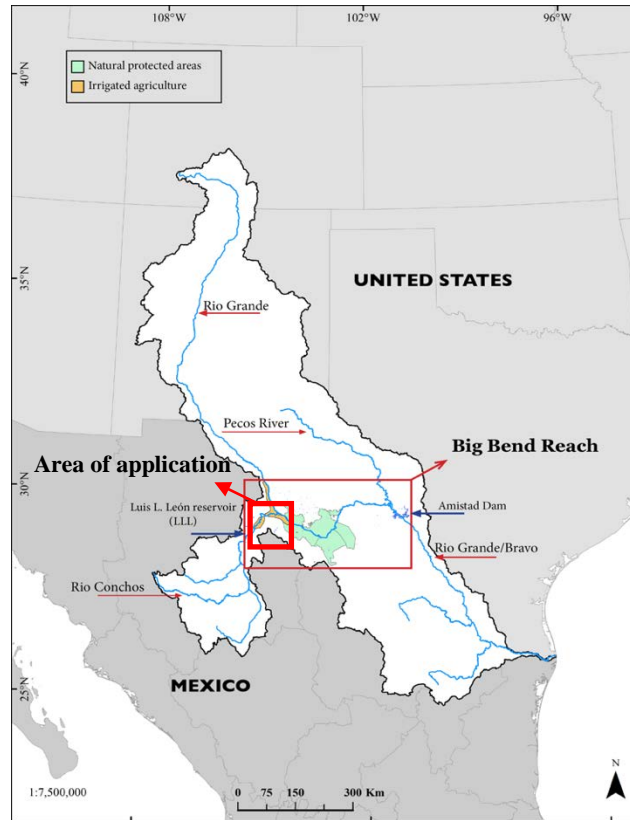 108°W
102°W
96°W
Natural protected areas
Irrigated agriculture
40°N
35°N
UNITED STATES
Rio Grande
Pecos River
Big Bend Reach
Area of application
30°N
Luis L. León reservoir
(LLL)
Amistad Dam
Rio Grande/Bravo
Rio Conchos
25°N
MEXICO
N
1:7,500,000
0 75 150 300 Km